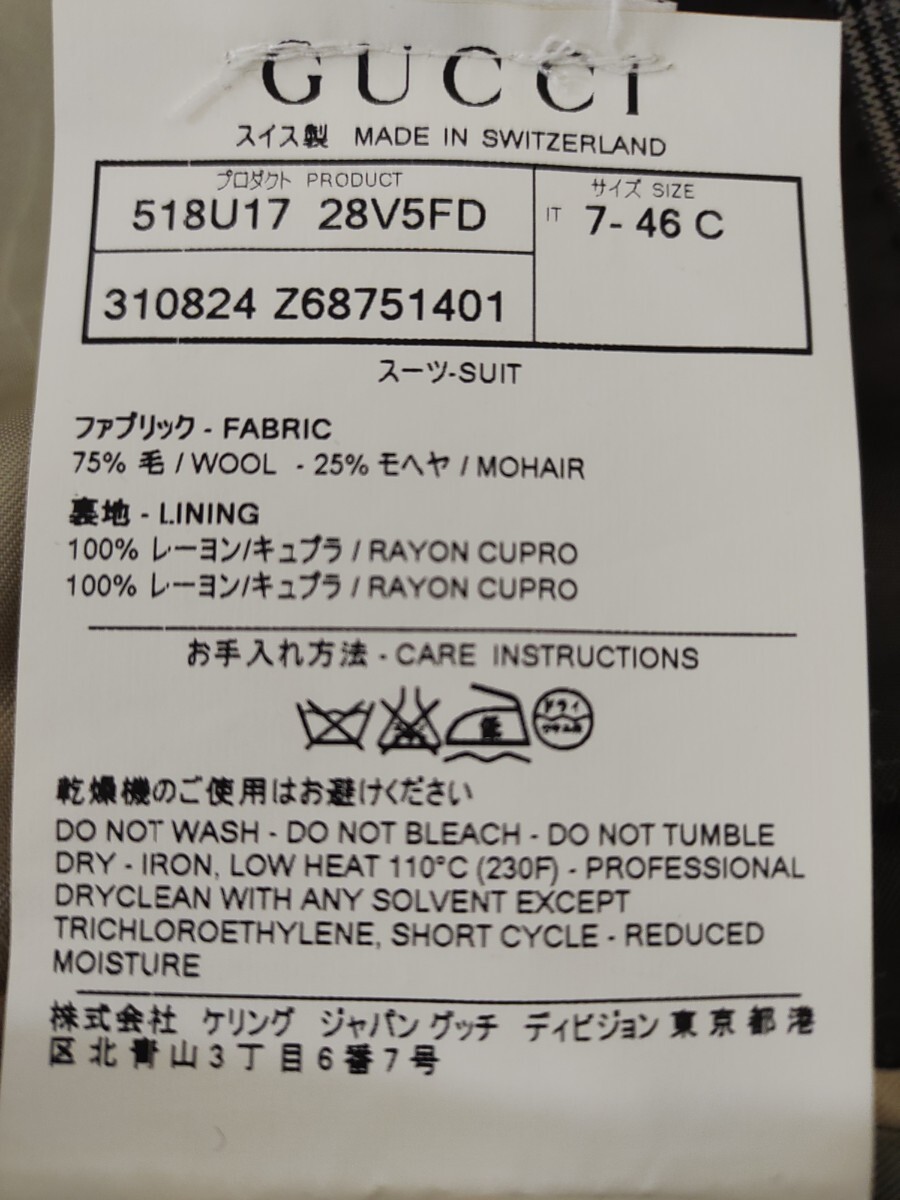 GUCCI
スイス製 MADE IN SWITZERLAND
プロダクト PRODUCT
518U17 28V5FD
サイズ SIZE
IT 7- 46 C
310824 Z68751401
スーツ-SUIT
ファブリック - FABRIC
75% 毛 / WOOL - 25% モヘヤ / MOHAIR
裏地 - LINING
100% レーヨン/キュプラ / RAYON CUPRO
100% レーヨン/キュプラ / RAYON CUPRO
お手入れ方法 - CARE INSTRUCTIONS
低
ドライ
乾燥機のご使用はお避けください
DO NOT WASH - DO NOT BLEACH - DO NOT TUMBLE
DRY - IRON, LOW HEAT 110°C (230F) - PROFESSIONAL
DRYCLEAN WITH ANY SOLVENT EXCEPT
TRICHLOROETHYLENE, SHORT CYCLE - REDUCED
MOISTURE
株式会社 ケリング ジャパン グッチ ディビジョン 東京都港
区北青山3丁目6番7号